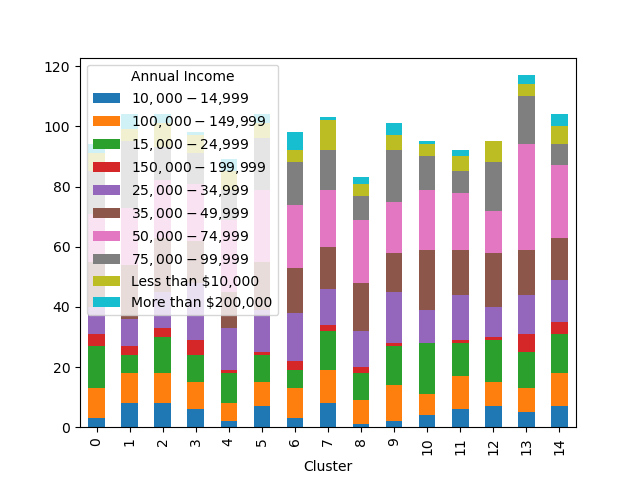 120
100
80
60
40
20
0
Annual Income
10,000 − 14,999
100,000 − 149,999
15,000 − 24,999
150,000 − 199,999
25,000 − 34,999
35,000 − 49,999
50,000 − 74,999
75,000 − 99,999
Less than $10,000
More than $200,000
0 1 2 3 4 5 6 7 8 9 10 11 12 13 14
Cluster